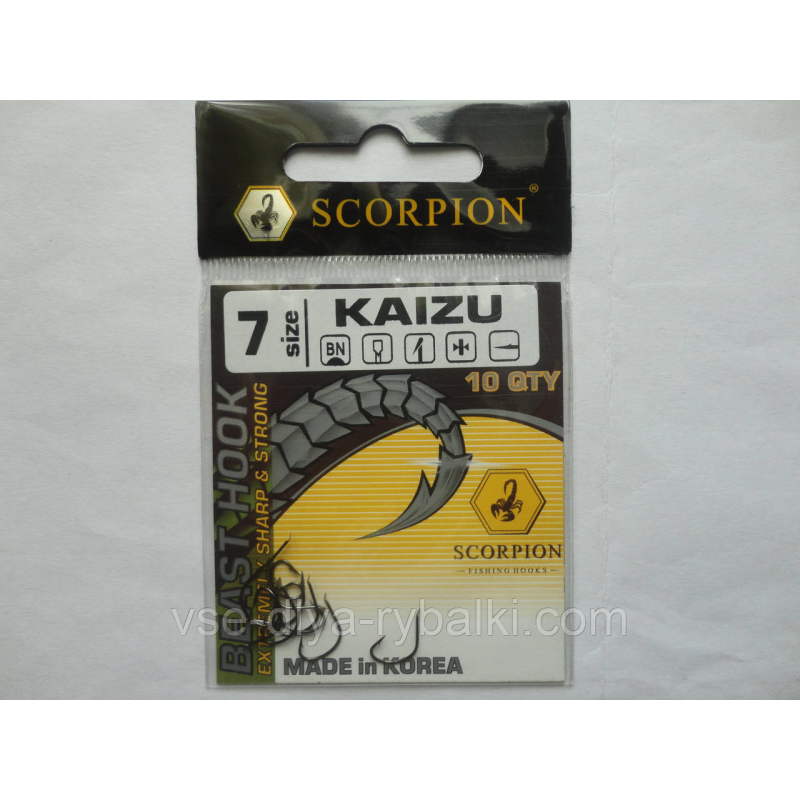 SCORPION®
7 size
KAIZU
BN
10 QTY
BEAST HOOK
EXTREMELY SHARP & STRONG
SCORPION
– FISHING HOOKS –
vse-dlya-rybalki.com
MADE in KOREA